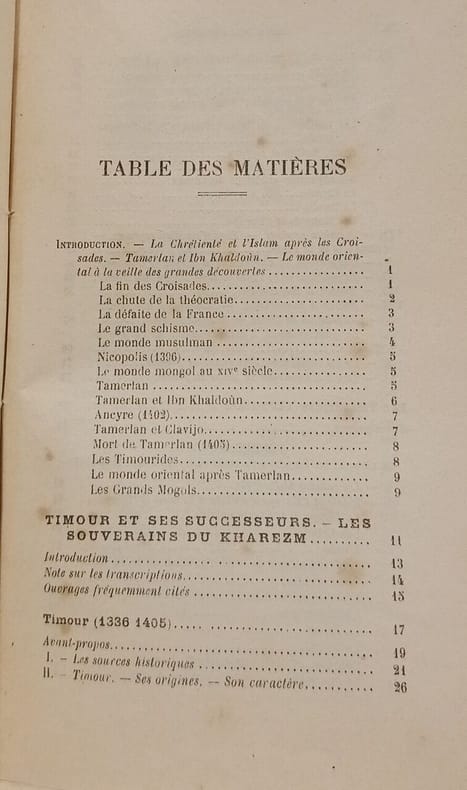 TABLE DES MATIÈRES
INTRODUCTION. — La Chrétienté et l'Islam après les Croi-
sades. — Tamerlan et Ibn Khaldoùn. — Le monde orien-
tal à la veille des grandes découvertes ................ 1
La fin des Croisades........................ 1
La chute de la théocratie.................... 2
La défaite de la France ..................... 3
Le grand schisme.......................... 3
Le monde musulman ...................... 4
Nicopolis (1396)............................ 5
Le monde mongol au XIVe siècle............... 5
Tamerlan ................................ 5
Tamerlan et Ibn Khaldoùn.................... 6
Ancyre (1402).............................. 7
Tamerlan et Clavijo......................... 7
Mort de Tamerlan (1405)..................... 8
Les Timourides............................ 8
Le monde oriental après Tamerlan............. 9
Les Grands Mogols......................... 9
TIMOUR ET SES SUCCESSEURS. — LES
SOUVERAINS DU KHAREZM.......... 11
Introduction .............................. 13
Note sur les transcriptions.................... 14
Ouvrages fréquemment cités .................. 15
Timour (1336 1405)......................... 17
Avant-propos.............................. 19
I. — Les sources historiques ................... 21
II. — Timour. — Ses origines. — Son caractère........... 26